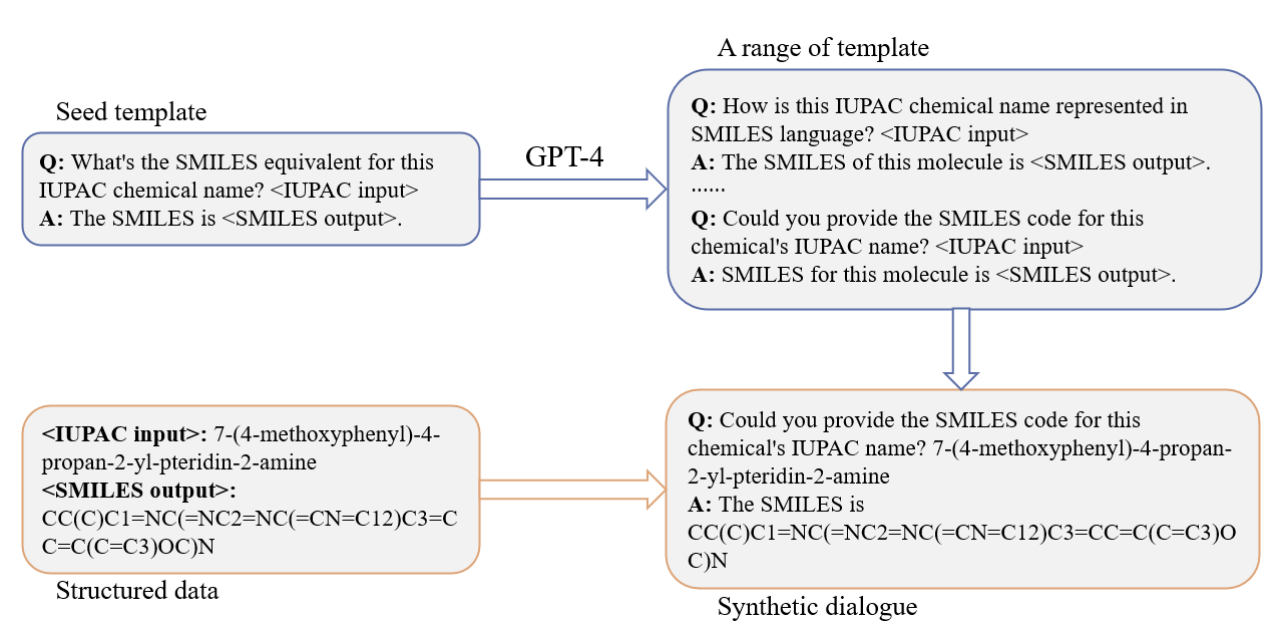 Seed template
Q: What's the SMILES equivalent for this
IUPAC chemical name? <IUPAC input>
A: The SMILES is <SMILES output>.
GPT-4
A range of template
Q: How is this IUPAC chemical name represented in
SMILES language? <IUPAC input>
A: The SMILES of this molecule is <SMILES output>.
......
Q: Could you provide the SMILES code for this
chemical's IUPAC name? <IUPAC input>
A: SMILES for this molecule is <SMILES output>.
<IUPAC input>: 7-(4-methoxyphenyl)-4-
propan-2-yl-pteridin-2-amine
<SMILES output>:
CC(C)C1=NC(=NC2=NC(=CN=C12)C3=C
C=C(C=C3)OC)N
Structured data
Q: Could you provide the SMILES code for this
chemical's IUPAC name? 7-(4-methoxyphenyl)-4-propan-
2-yl-pteridin-2-amine
A: The SMILES is
CC(C)C1=NC(=NC2=NC(=CN=C12)C3=CC=C(C=C3)O
C)N
Synthetic dialogue